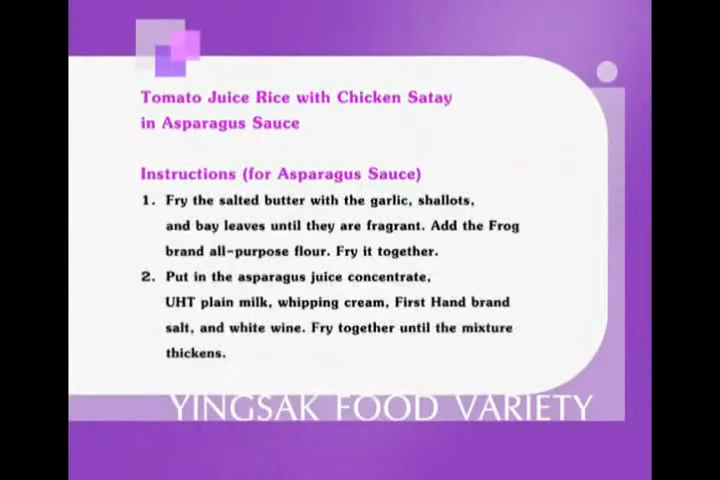 Tomato Juice Rice with Chicken Satay
in Asparagus Sauce
Instructions (for Asparagus Sauce)
1. Fry the salted butter with the garlic, shallots,
and bay leaves until they are fragrant. Add the Frog
brand all-purpose flour. Fry it together.
2. Put in the asparagus juice concentrate,
UHT plain milk, whipping cream, First Hand brand
salt, and white wine. Fry together until the mixture
thickens.
YINGSAK FOOD VARIETY